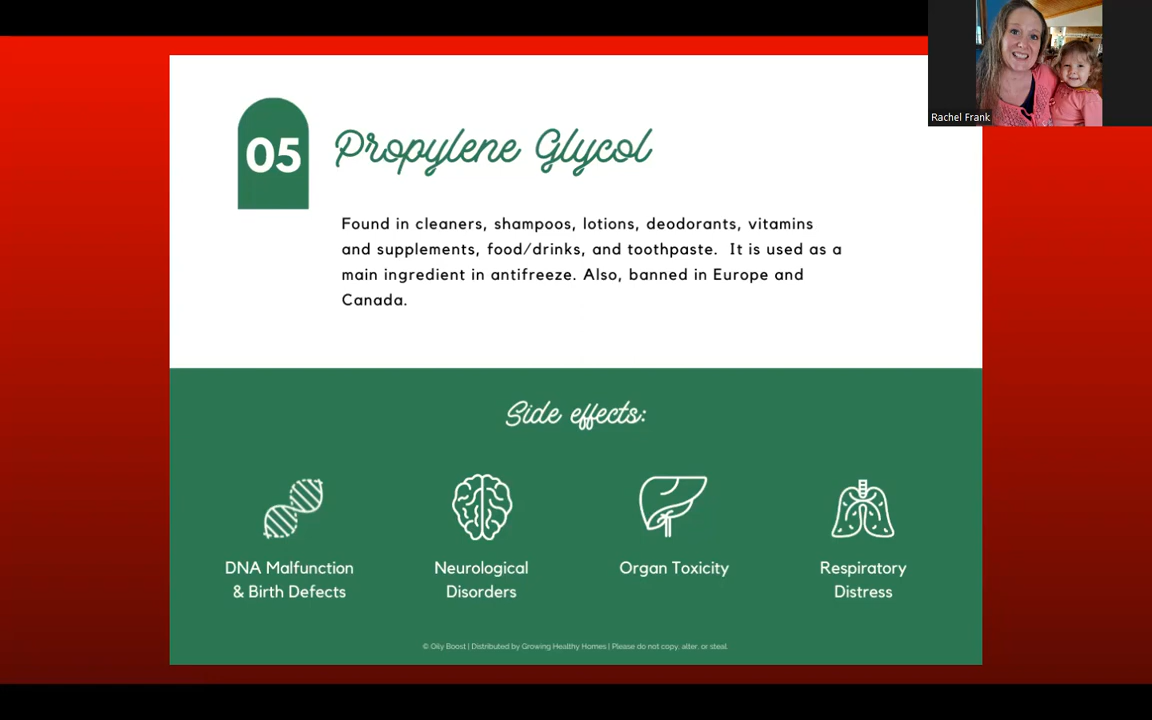 Rachel Frank
05
Propylene Glycol
Found in cleaners, shampoos, lotions, deodorants, vitamins
and supplements, food/drinks, and toothpaste. It is used as a
main ingredient in antifreeze. Also, banned in Europe and
Canada.
Side effects:
DNA Malfunction
& Birth Defects
Neurological
Disorders
Organ Toxicity
Respiratory
Distress
© Oily Boost | Distributed by Growing Healthy Homes | Please do not copy, alter, or steal.